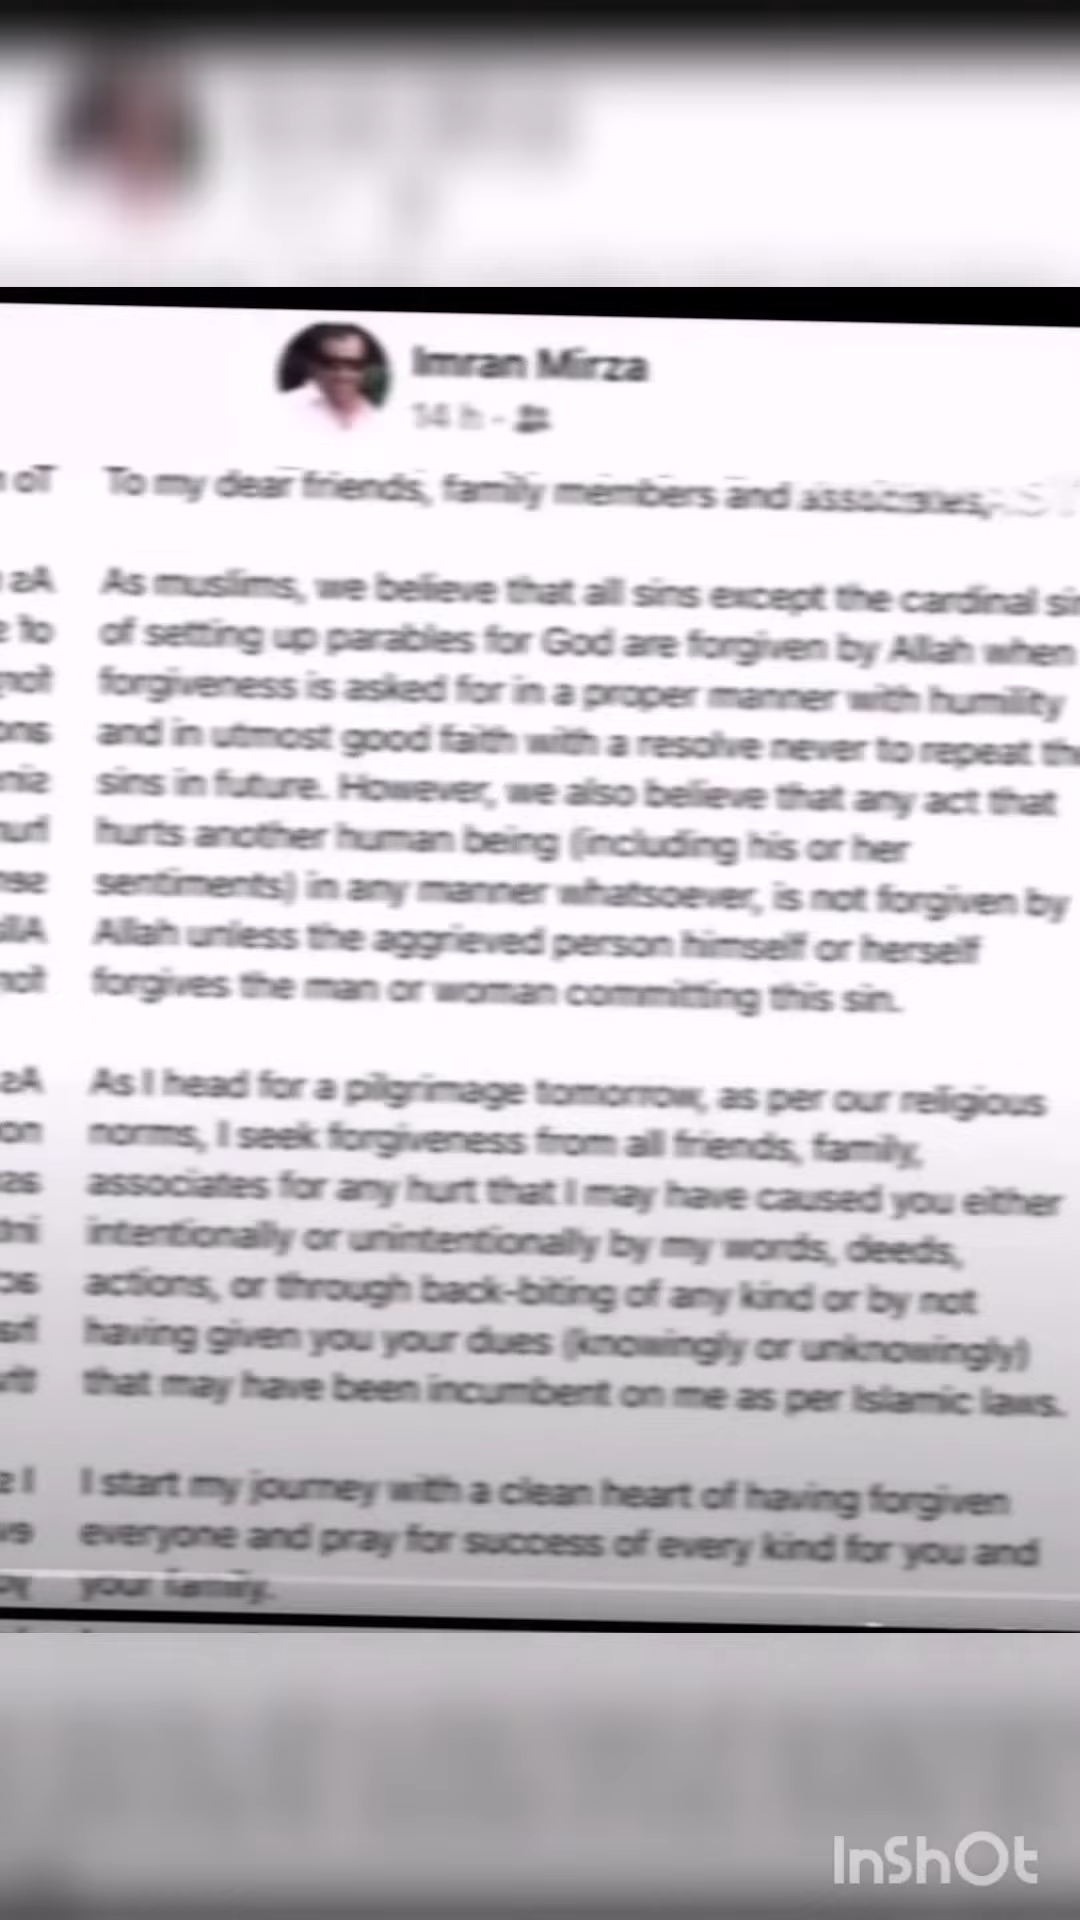 Imran Mirza
14 h
To my dear friends, family members and associates,
As muslims, we believe that all sins except the cardinal sin
of setting up parables for God are forgiven by Allah when
forgiveness is asked for in a proper manner with humility
and in utmost good faith with a resolve never to repeat the
sins in future. However, we also believe that any act that
hurts another human being (including his or her
sentiments) in any manner whatsoever, is not forgiven by
Allah unless the aggrieved person himself or herself
forgives the man or woman committing this sin.
As I head for a pilgrimage tomorrow, as per our religious
norms, I seek forgiveness from all friends, family,
associates for any hurt that I may have caused you either
intentionally or unintentionally by my words, deeds,
actions, or through back-biting of any kind or by not
having given you your dues (knowingly or unknowingly)
that may have been incumbent on me as per Islamic laws.
I start my journey with a clean heart of having forgiven
everyone and pray for success of every kind for you and
your family.
InShOt